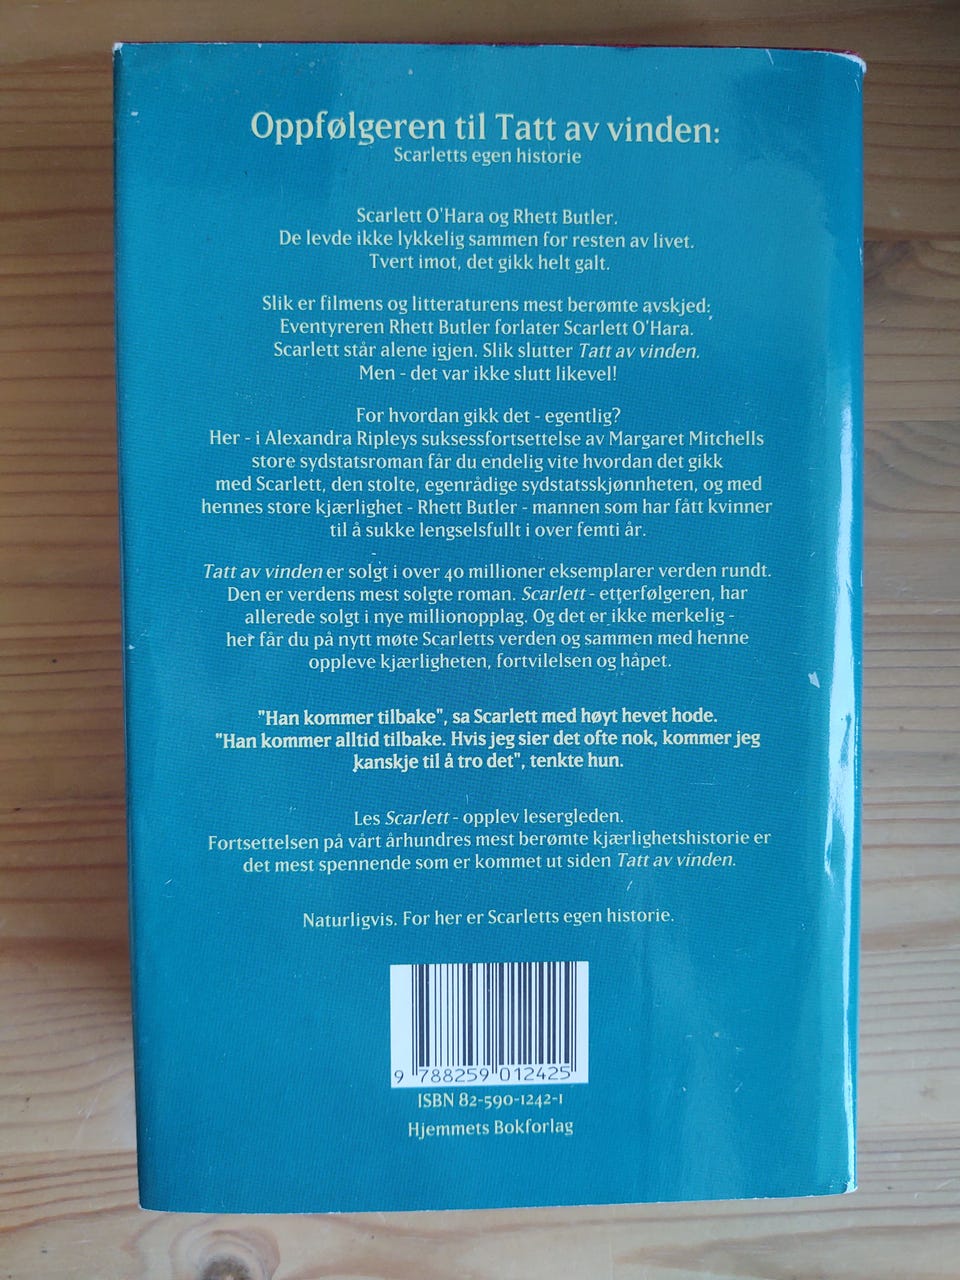 Oppfølgeren til Tatt av vinden:
Scarletts egen historie
Scarlett O'Hara og Rhett Butler.
De levde ikke lykkelig sammen for resten av livet.
Tvert imot, det gikk helt galt.
Slik er filmens og litteraturens mest berømte avskjed:
Eventyreren Rhett Butler forlater Scarlett O'Hara.
Scarlett står alene igjen. Slik slutter Tatt av vinden.
Men - det var ikke slutt likevel!
For hvordan gikk det - egentlig?
Her - i Alexandra Ripleys suksessfortsettelse av Margaret Mitchells
store sydstatsroman får du endelig vite hvordan det gikk
med Scarlett, den stolte, egenrådige sydstatsskjønnheten, og med
hennes store kjærlighet - Rhett Butler - mannen som har fått kvinner
til å sukke lengselsfullt i over femti år.
Tatt av vinden er solgt i over 40 millioner eksemplarer verden rundt.
Den er verdens mest solgte roman. Scarlett - etterfølgeren, har
allerede solgt i nye millionopplag. Og det er ikke merkelig -
her får du på nytt møte Scarletts verden og sammen med henne
oppleve kjærligheten, fortvilelsen og håpet.
"Han kommer tilbake", sa Scarlett med høyt hevet hode.
"Han kommer alltid tilbake. Hvis jeg sier det ofte nok, kommer jeg
kanskje til å tro det", tenkte hun.
Les Scarlett - opplev lesergleden.
Fortsettelsen på vårt århundres mest berømte kjærlighetshistorie er
det mest spennende som er kommet ut siden Tatt av vinden.
Naturligvis. For her er Scarletts egen historie.
9 788259 012425
ISBN 82-590-1242-1
Hjemmets Bokforlag